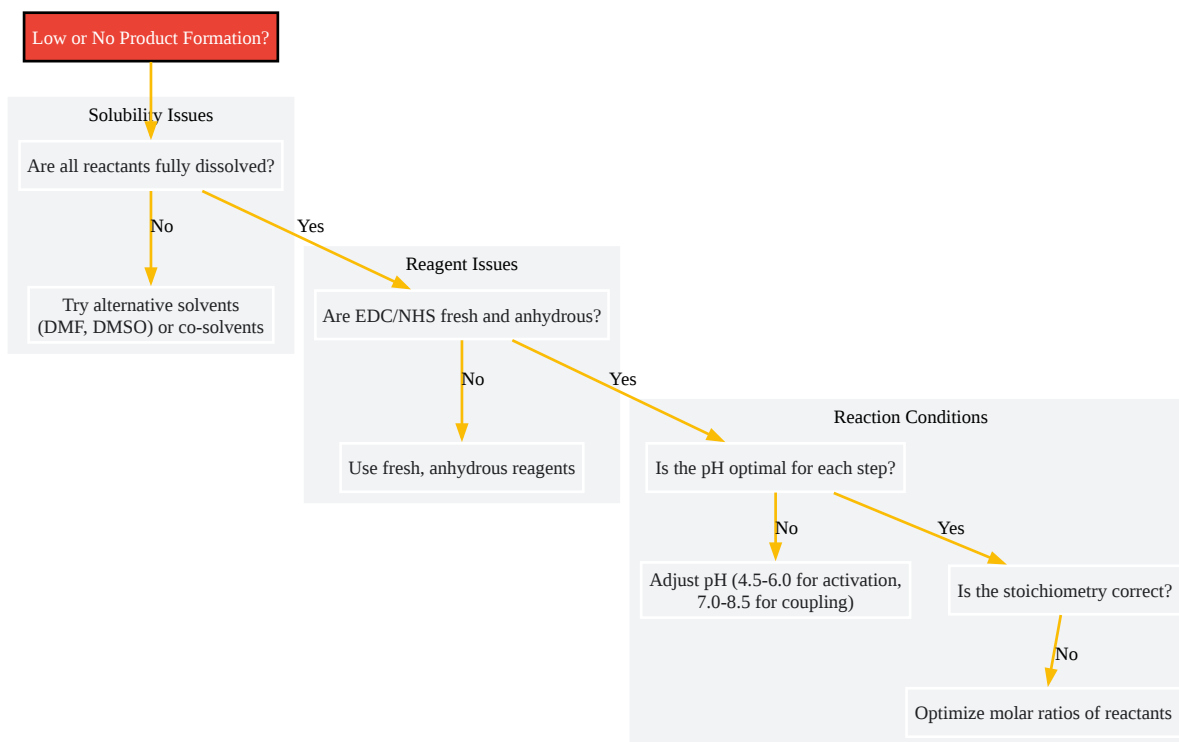 Low or No Product Formation?
Solubility Issues
Are all reactants fully dissolved?
No
Yes
Try alternative solvents
(DMF, DMSO) or co-solvents
Reagent Issues
Are EDC/NHS fresh and anhydrous?
No
Yes
Use fresh, anhydrous reagents
Reaction Conditions
Is the pH optimal for each step?
No
Yes
Adjust pH (4.5-6.0 for activation,
7.0-8.5 for coupling)
Is the stoichiometry correct?
No
Optimize molar ratios of reactants